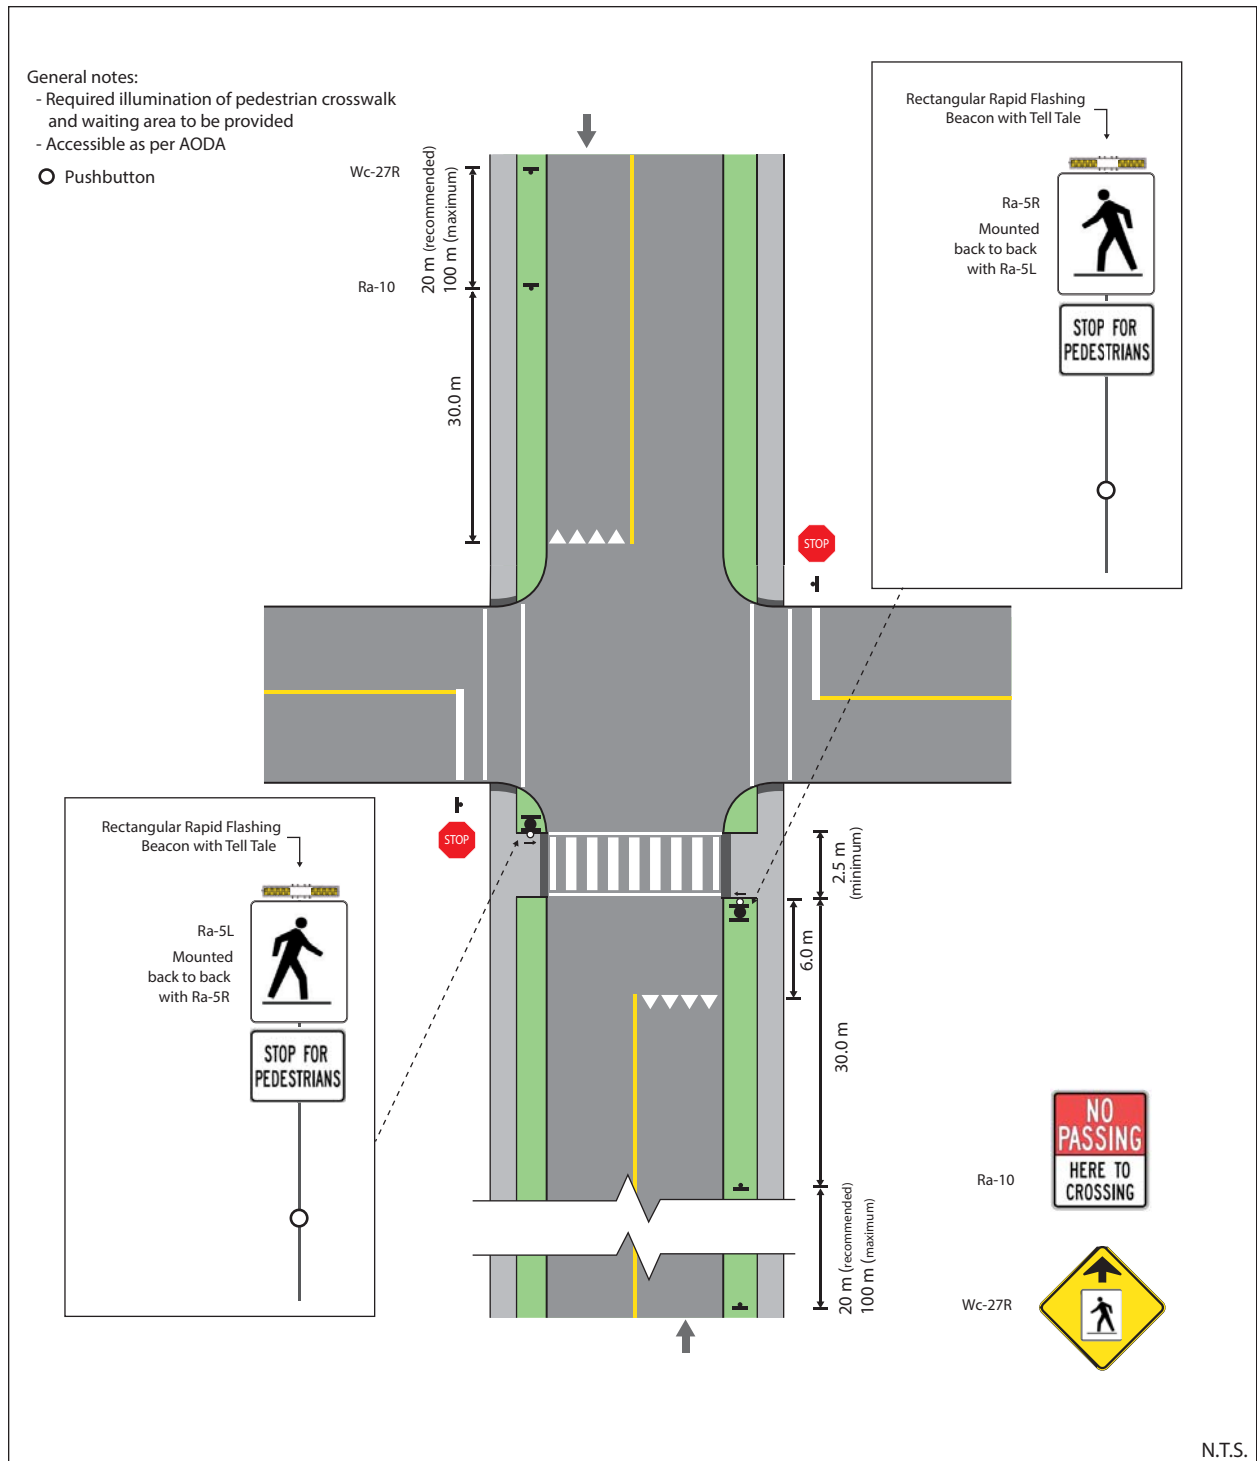 General notes:
- Required illumination of pedestrian crosswalk
and waiting area to be provided
- Accessible as per AODA
Pushbutton
Wc-27R
20 m (recommended)
100 m (maximum)
Ra-10
30.0 m
Rectangular Rapid Flashing
Beacon with Tell Tale
Ra-5R
Mounted
back to back
with Ra-5L
STOP FOR
PEDESTRIANS
STOP
STOP
Rectangular Rapid Flashing
Beacon with Tell Tale
Ra-5L
Mounted
back to back
with Ra-5R
STOP FOR
PEDESTRIANS
2.5 m
(minimum)
6.0 m
30.0 m
20 m (recommended)
100 m (maximum)
Ra-10
NO
PASSING
HERE TO
CROSSING
Wc-27R
N.T.S.